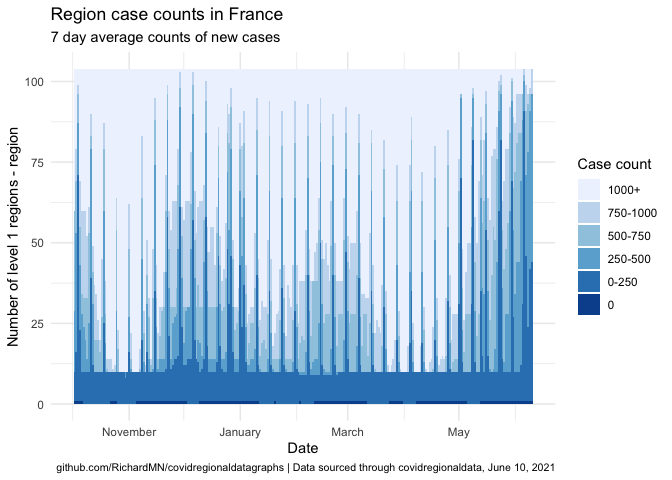 Region case counts in France
7 day average counts of new cases
Number of level 1 regions - region
100
75
50
25
0
November
January
March
May
Date
Case count
1000+
750-1000
500-750
250-500
0-250
0
github.com/RichardMN/covidregionaldatagraphs | Data sourced through covidregionaldata, June 10, 2021